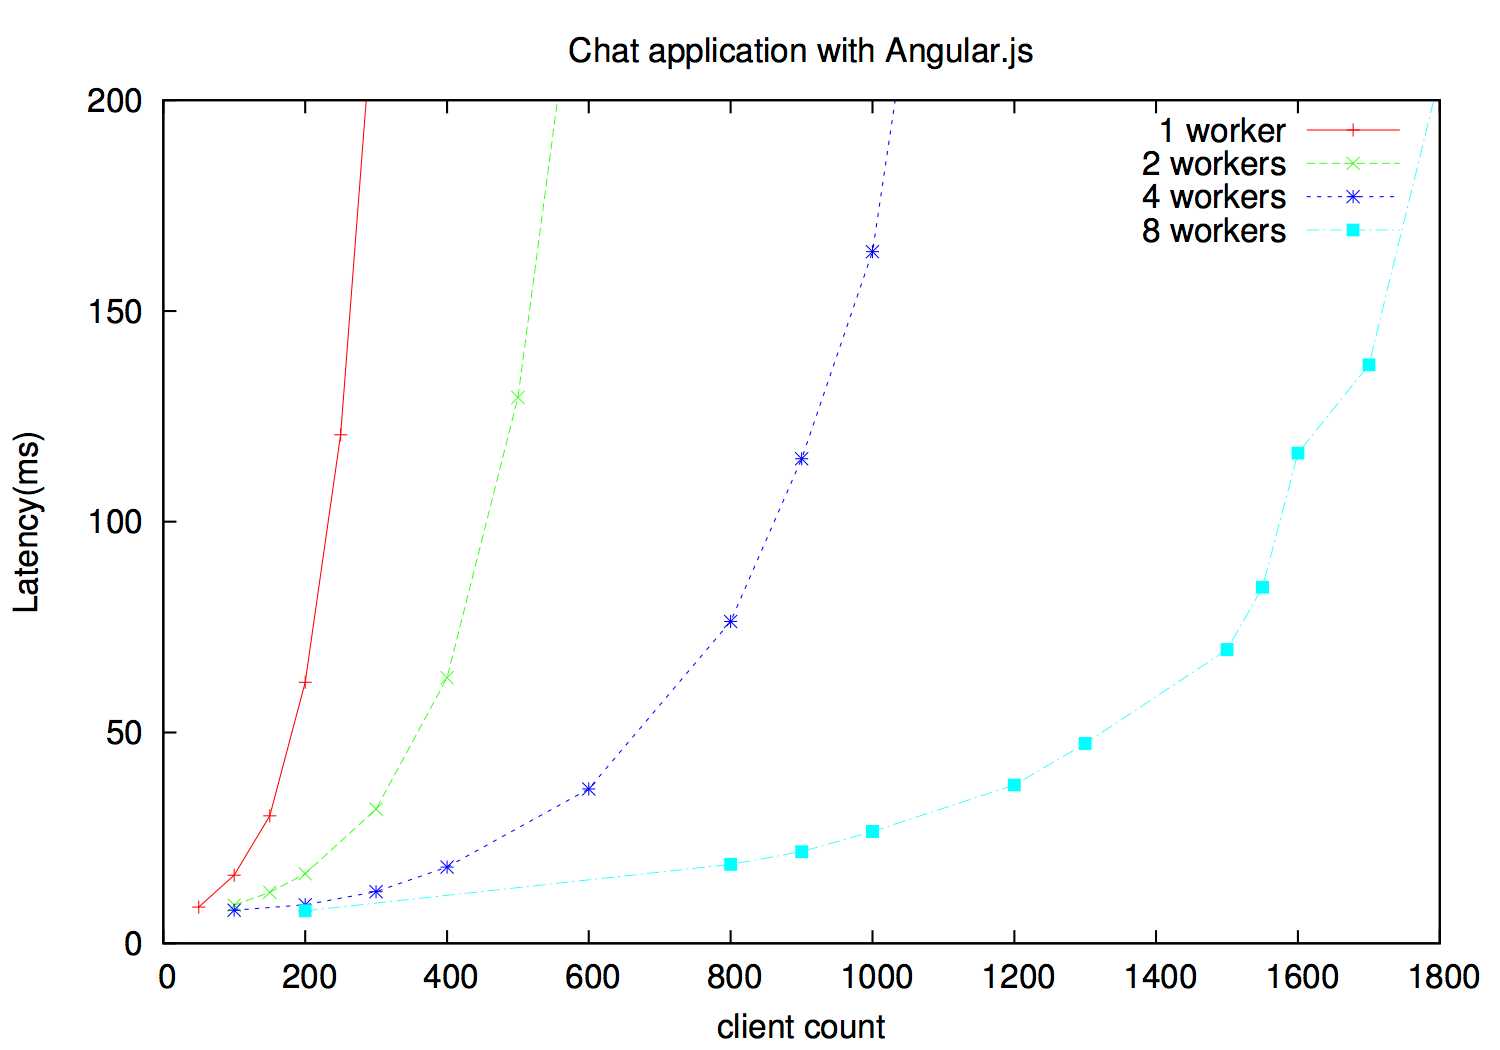 Chat application with Angular.js
200
150
100
50
0
Latency(ms)
1 worker
2 workers
4 workers
8 workers
0 200 400 600 800 1000 1200 1400 1600 1800
client count